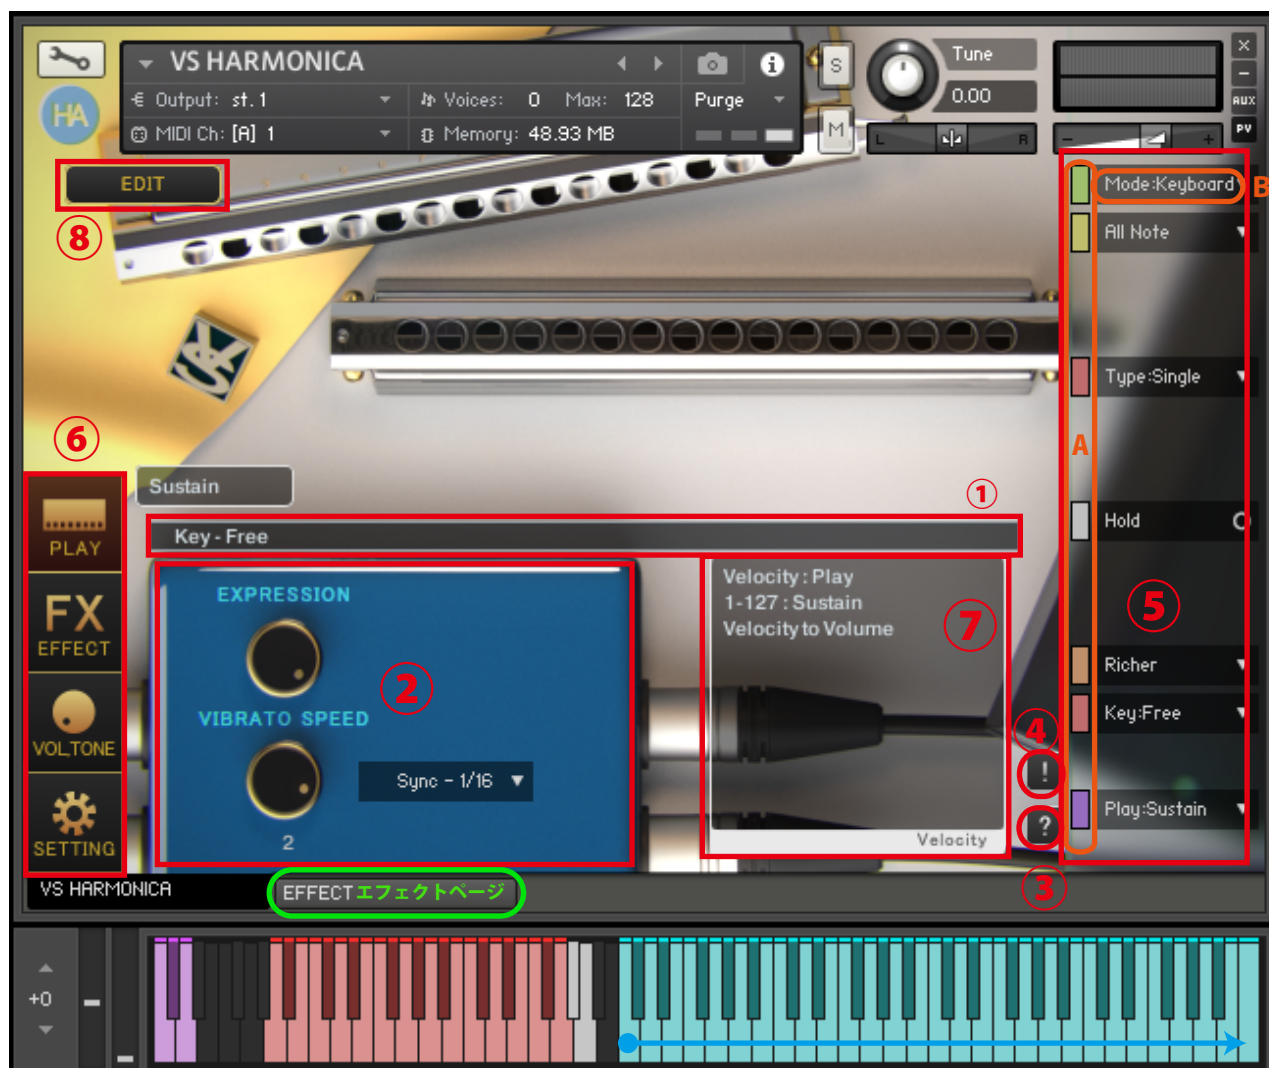 VS HARMONICA
i
S
Tune
X
HA
Output: st.1
Voices: 0 Max: 128
Purge
0.00
AUX
MIDI Ch: [A] 1
Memory: 48.93 MB
M
L
R
PV
EDIT
⑧
Mode:Keyboard
B
All Note
VSK
Type:Single
A
⑥
Sustain
①
Key - Free
Hold
PLAY
EXPRESSION
Velocity : Play
1-127 : Sustain
Velocity to Volume
⑦
⑤
FX
EFFECT
②
Richer
VIBRATO SPEED
Key:Free
VOL,TONE
④
!
Sync - 1/16
Play:Sustain
SETTING
2
Velocity
?
③
VS HARMONICA
EFFECTエフェクトページ
+0